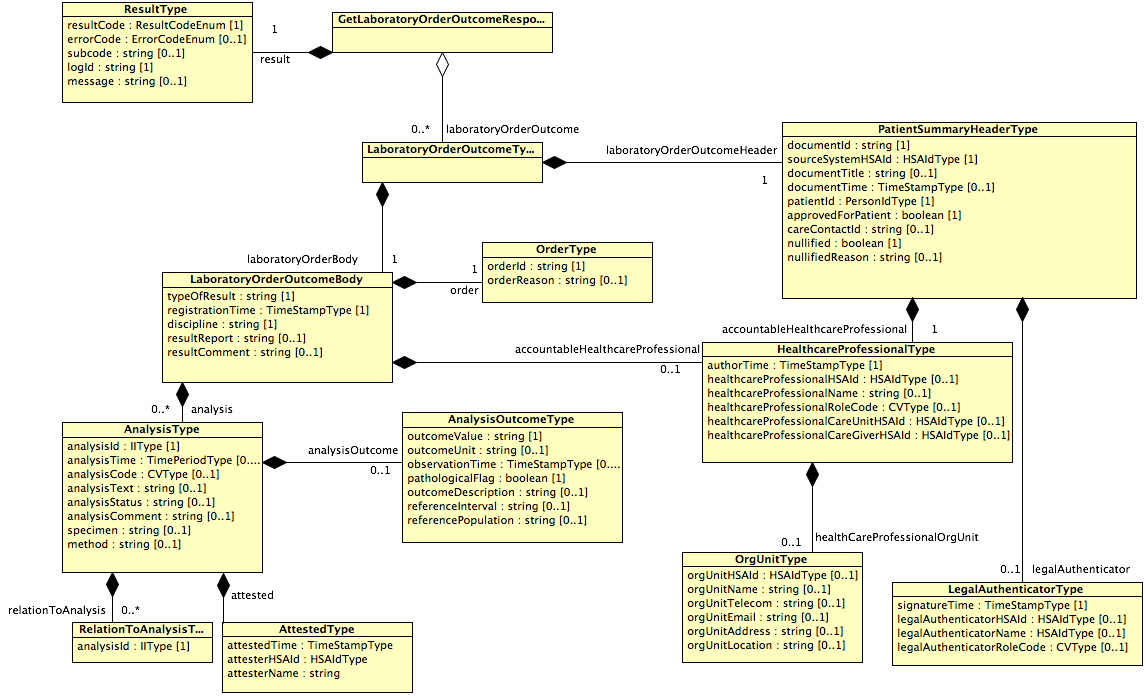 ResultType
resultCode : ResultCodeEnum [1]
errorCode : ErrorCodeEnum [0..1]
subcode : string [0..1]
logId : string [1]
message : string [0..1]
1
result
GetLaboratoryOrderOutcomeRespo...
0..*
laboratoryOrderOutcome
LaboratoryOrderOutcomeTy...
laboratoryOrderOutcomeHeader
1
PatientSummaryHeaderType
documentId : string [1]
sourceSystemHSAId : HSAIdType [1]
documentTitle : string [0..1]
documentTime : TimeStampType [0..1]
patientId : PersonIdType [1]
approvedForPatient : boolean [1]
careContactId : string [0..1]
nullified : boolean [1]
nullifiedReason : string [0..1]
laboratoryOrderBody
1
OrderType
orderId : string [1]
orderReason : string [0..1]
1
order
LaboratoryOrderOutcomeBody
typeOfResult : string [1]
registrationTime : TimeStampType [1]
discipline : string [1]
resultReport : string [0..1]
resultComment : string [0..1]
accountableHealthcareProfessional
0..1
accountableHealthcareProfessional
1
HealthcareProfessionalType
authorTime : TimeStampType [1]
healthcareProfessionalHSAId : HSAIdType [0..1]
healthcareProfessionalName : string [0..1]
healthcareProfessionalRoleCode : CVType [0..1]
healthcareProfessionalCareUnitHSAId : HSAIdType [0..1]
healthcareProfessionalCareGiverHSAId : HSAIdType [0..1]
0..*
analysis
AnalysisType
analysisId : IIType [1]
analysisTime : TimePeriodType [0....
analysisCode : CVType [0..1]
analysisText : string [0..1]
analysisStatus : string [0..1]
analysisComment : string [0..1]
specimen : string [0..1]
method : string [0..1]
analysisOutcome
0..1
AnalysisOutcomeType
outcomeValue : string [1]
outcomeUnit : string [0..1]
observationTime : TimeStampType [0....
pathologicalFlag : boolean [1]
outcomeDescription : string [0..1]
referenceInterval : string [0..1]
referencePopulation : string [0..1]
0..1
healthCareProfessionalOrgUnit
OrgUnitType
orgUnitHSAId : HSAIdType [0..1]
orgUnitName : string [0..1]
orgUnitTelecom : string [0..1]
orgUnitEmail : string [0..1]
orgUnitAddress : string [0..1]
orgUnitLocation : string [0..1]
0..1
legalAuthenticator
LegalAuthenticatorType
signatureTime : TimeStampType [1]
legalAuthenticatorHSAId : HSAIdType [0..1]
legalAuthenticatorName : HSAIdType [0..1]
legalAuthenticatorRoleCode : CVType [0..1]
relationToAnalysis
0..*
RelationToAnalysisT...
analysisId : IIType [1]
attested
AttestedType
attestedTime : TimeStampType
attesterHSAId : HSAIdType
attesterName : string